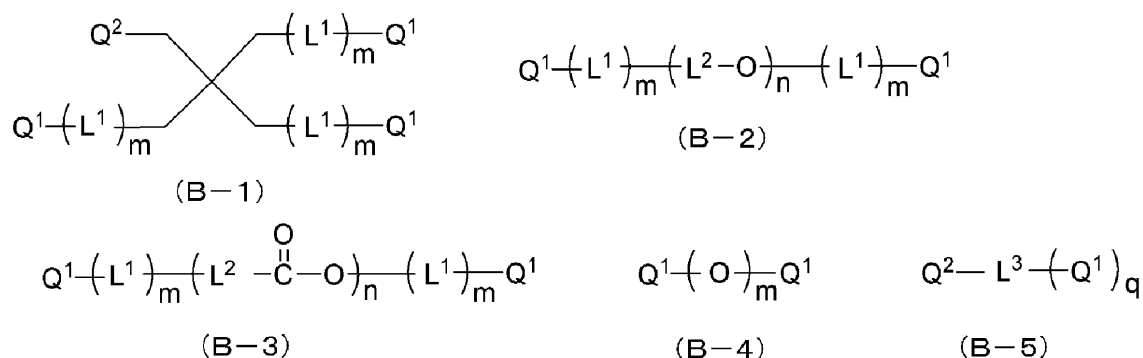 Q² (L¹)m Q¹
Q¹ (L¹)m (L¹)m Q¹
(B-1)
Q¹ (L¹)m (L² O)n (L¹)m Q¹
(B-2)
Q¹ (L¹)m (L² C O)n (L¹)m Q¹
O
(B-3)
Q¹ (O)m Q¹
(B-4)
Q² L³ (Q¹)q
(B-5)